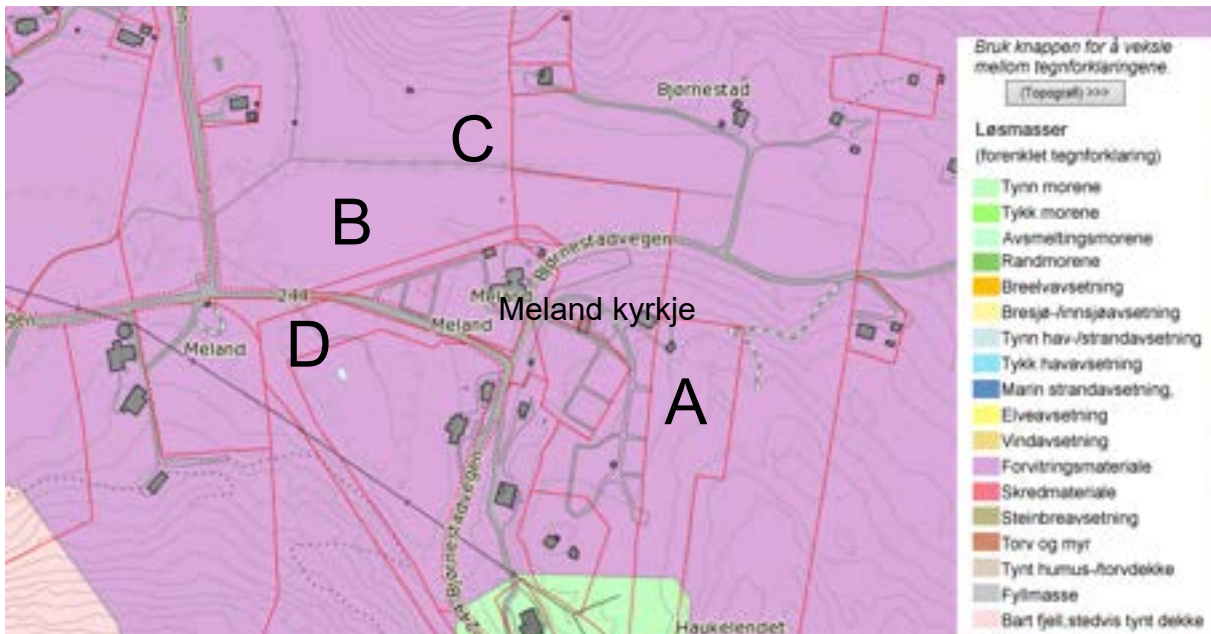 Bruk knappen for å veksle
mellom tegnforklaringene.
(Topografi) >>>
Løsmasser
(forenklet tegnforklaring)
Tynn morene
Tykk morene
Avsmeltingsmorene
Randmorene
Breelvavsetning
Bresjø-/innsjøavsetning
Tynn hav-/strandavsetning
Tykk havavsetning
Marin strandavsetning,
Elveavsetning
Vindavsetning
Forvitringsmateriale
Skredmateriale
Steinbreavsetning
Torv og myr
Tynt humus-/torvdekke
Fyllmasse
Bart fjell,stedvis tynt dekke
Bjørnestad
C
B
Bjørnestadvegen
244
Meland kyrkje
Meland
D
Meland
A
Bjørnestadvegen
244
Haukelendet